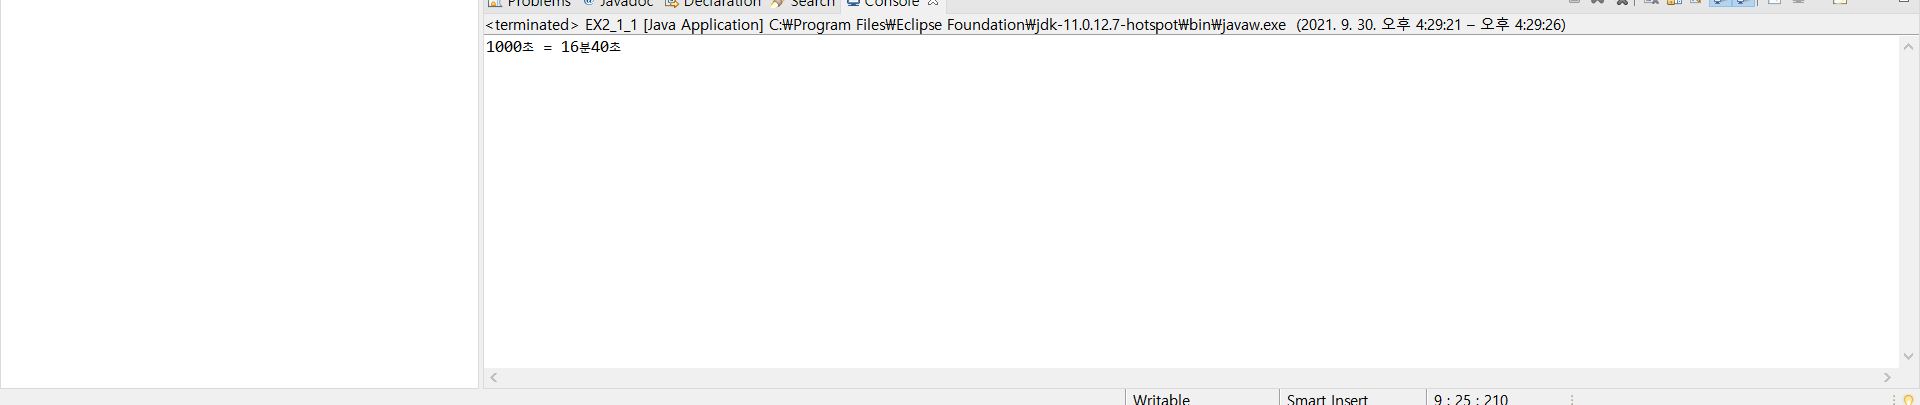 Problems Javadoc Declaration Search Console
<terminated> EX2_1_1 [Java Application] C:₩Program Files₩Eclipse Foundation₩jdk-11.0.12.7-hotspot₩bin₩javaw.exe (2021. 9. 30. 오후 4:29:21 – 오후 4:29:26)
1000초 = 16분40초
Writable Smart Insert 9 : 25 : 210